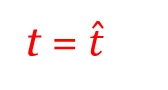 t = t̂